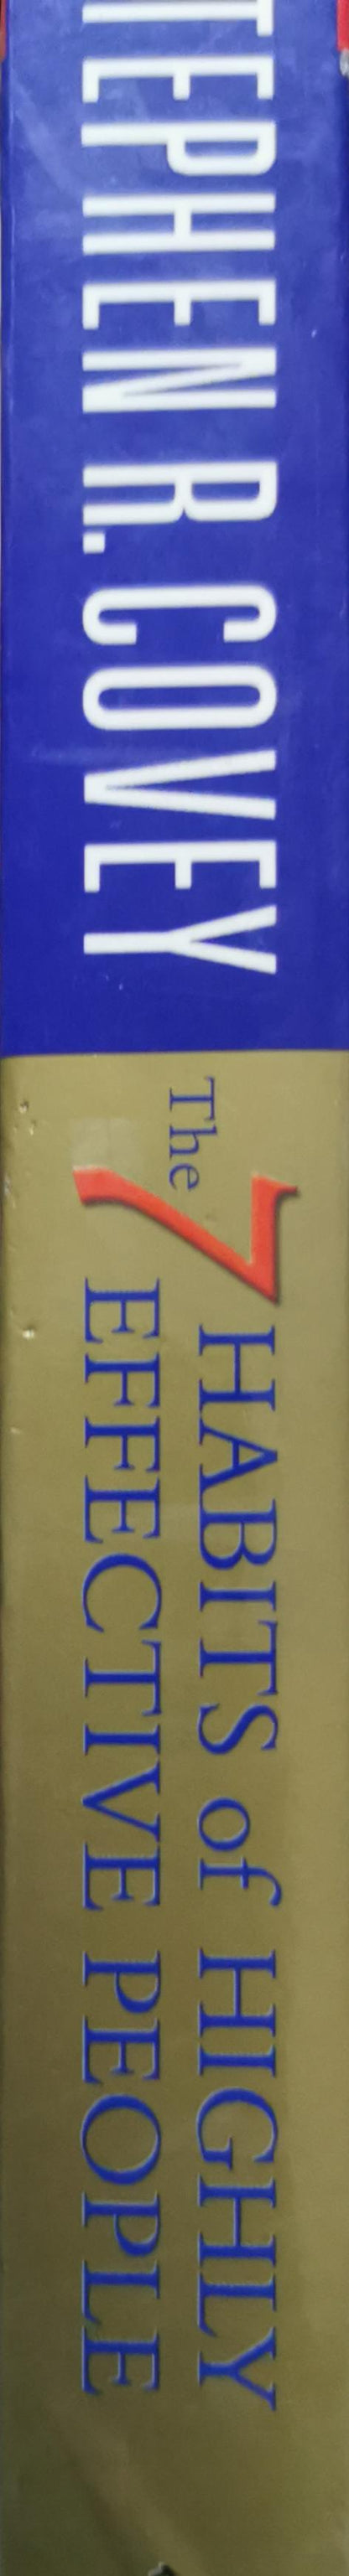 TEPHEN R. COVEY
The 7 HABITS of HIGHLY
EFFECTIVE PEOPLE